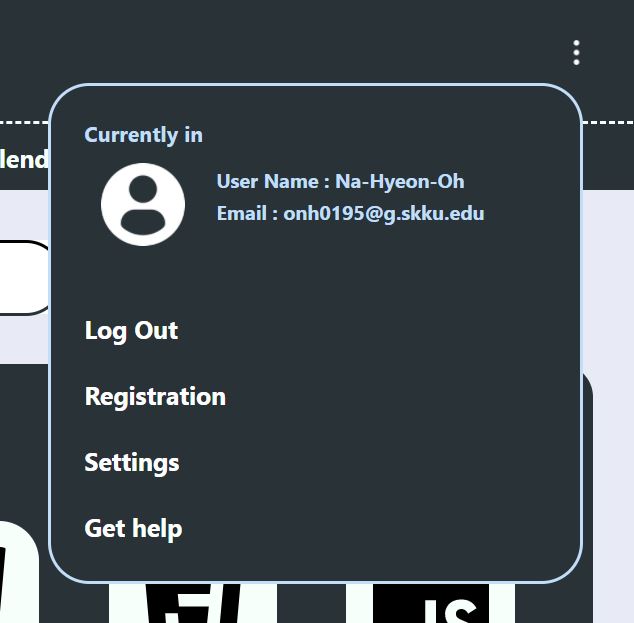 lend
Currently in
User Name : Na-Hyeon-Oh
Email : onh0195@g.skku.edu
Log Out
Registration
Settings
Get help
JS